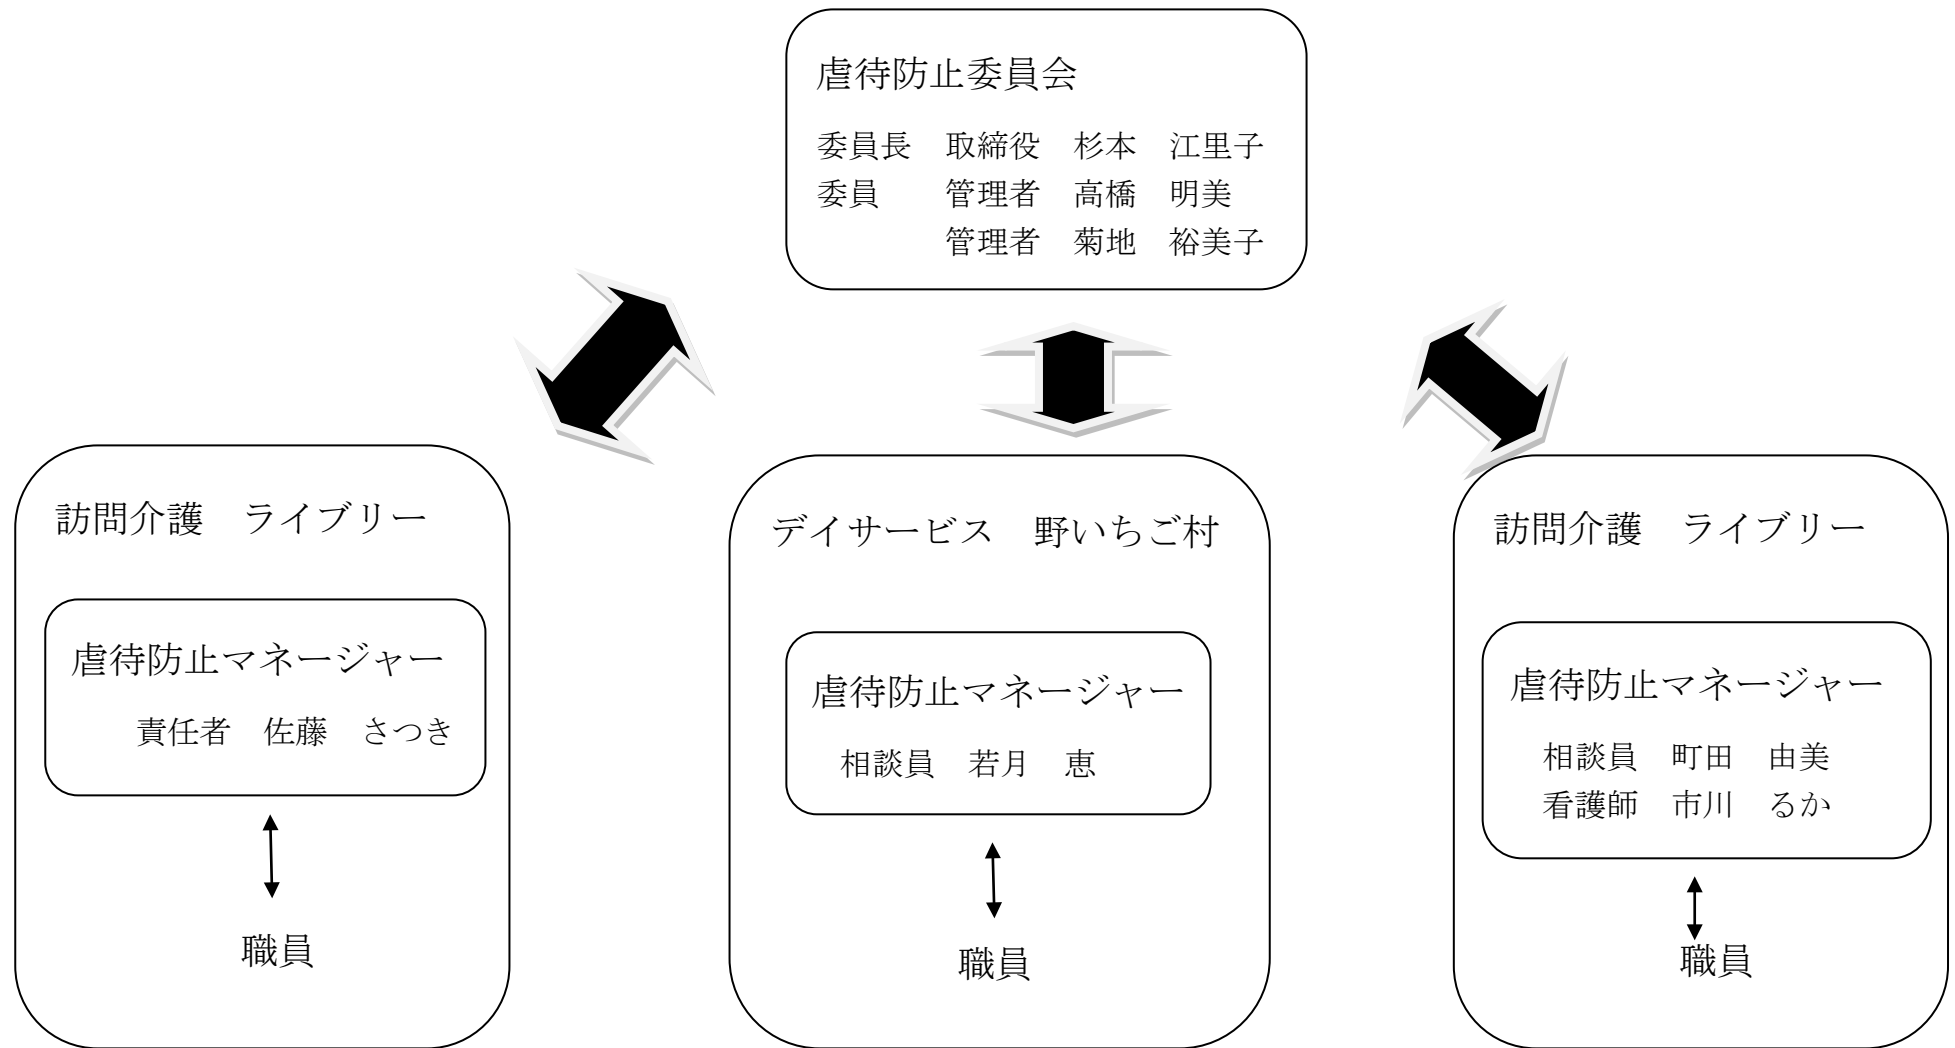 虐待防止委員会
委員長　取締役　杉本　江里子
委員　　管理者　高橋　明美
管理者　菊地　裕美子
訪問介護　ライブリー
虐待防止マネージャー
責任者　佐藤　さつき
職員
デイサービス　野いちご村
虐待防止マネージャー
相談員　若月　恵
職員
訪問介護　ライブリー
虐待防止マネージャー
相談員　町田　由美
看護師　市川　るか
職員